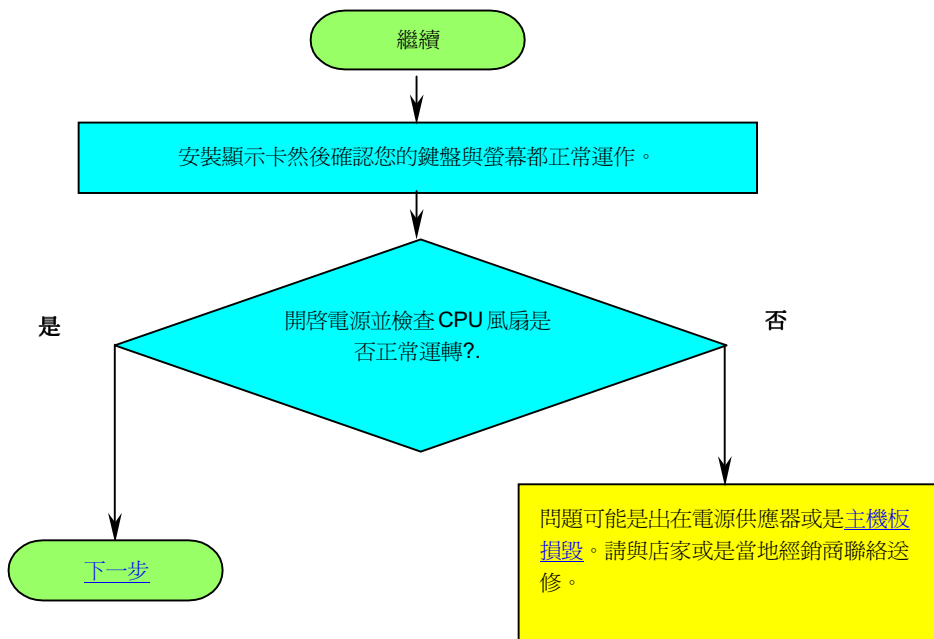 繼續
安裝顯示卡然後確認您的鍵盤與螢幕都正常運作。
開啓電源並檢查 CPU 風扇是
否正常運轉?.
是
否
問題可能是出在電源供應器或是主機板
損毀。請與店家或是當地經銷商聯絡送
修。
下一步